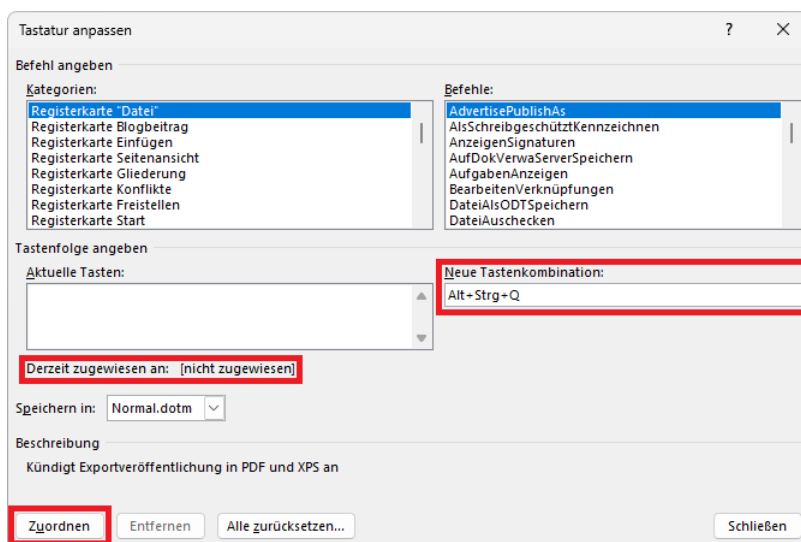 Tastatur anpassen
?
Befehl angeben
Kategorien:
Befehle:
Registerkarte "Datei"
Registerkarte Blogbeitrag
Registerkarte Einfügen
Registerkarte Seitenansicht
Registerkarte Gliederung
Registerkarte Konflikte
Registerkarte Freistellen
Registerkarte Start
AdvertisePublishAs
AlsSchreibgeschütztKennzeichnen
AnzeigenSignaturen
AufDokVerwaServerSpeichern
AufgabenAnzeigen
BearbeitenVerknüpfungen
DateiAlsODTSpeichern
DateiAuschecken
Tastenfolge angeben
Aktuelle Tasten:
Neue Tastenkombination:
Alt+Strg+Q
Derzeit zugewiesen an: [nicht zugewiesen]
Speichern in: Normal.dotm
Beschreibung
Kündigt Exportveröffentlichung in PDF und XPS an
Zuordnen
Entfernen
Alle zurücksetzen...
Schließen